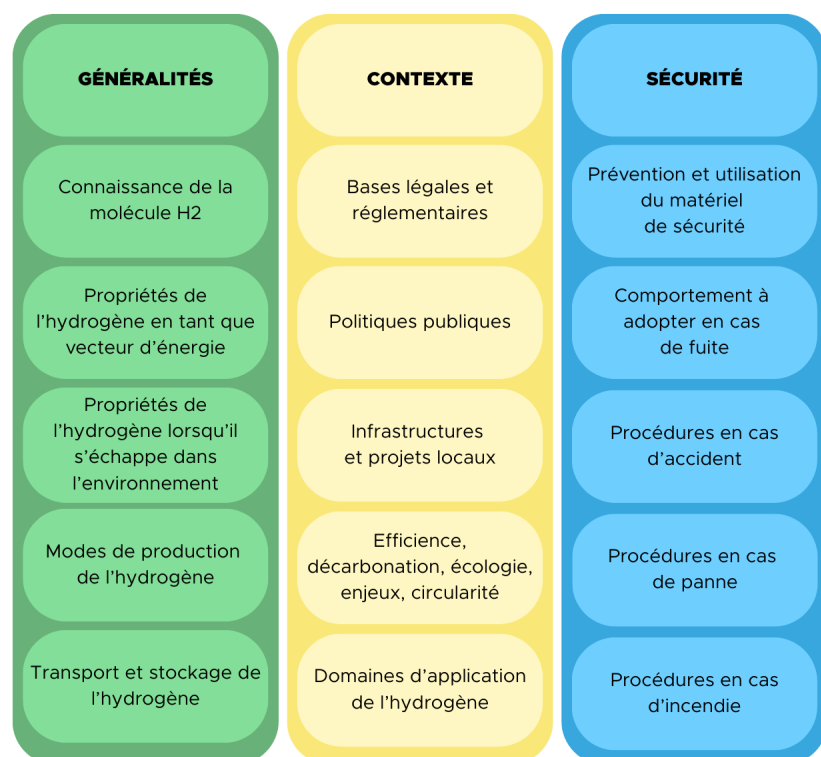 GÉNÉRALITÉS
Connaissance de la
molécule H2
Propriétés de
l'hydrogène en tant que
vecteur d'énergie
Propriétés de
l'hydrogène lorsqu'il
s'échappe dans
l'environnement
Modes de production
de l'hydrogène
Transport et stockage de
l'hydrogène
CONTEXTE
Bases légales et
réglementaires
Politiques publiques
Infrastructures
et projets locaux
Efficience,
décarbonation, écologie,
enjeux, circularité
Domaines d'application
de l'hydrogène
SÉCURITÉ
Prévention et utilisation
du matériel
de sécurité
Comportement à
adopter en cas
de fuite
Procédures en cas
d'accident
Procédures en cas
de panne
Procédures en cas
d'incendie